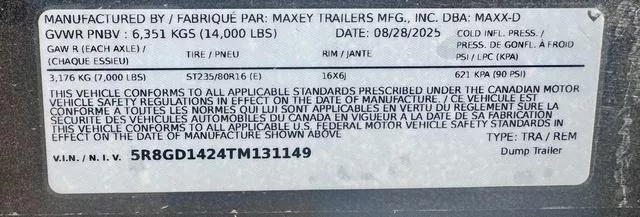 MANUFACTURED BY / FABRIQUÉ PAR: MAXEY TRAILERS MFG., INC. DBA: MAXX-D
GVWR PNBV : 6,351 KGS (14,000 LBS) DATE: 08/28/2025 COLD INFL. PRESS. /
GAW R (EACH AXLE) / TIRE / PNEU RIM / JANTE PRESS. DE GONFL. À FROID
(CHAQUE ESSIEU) PSI / LPC (KPA)
3,176 KG (7,000 LBS) ST235/80R16 (E) 16X6j 621 KPA (90 PSI)
THIS VEHICLE CONFORMS TO ALL APPLICABLE STANDARDS PRESCRIBED UNDER THE CANADIAN MOTOR
VEHICLE SAFETY REGULATIONS IN EFFECT ON THE DATE OF MANUFACTURE. / CE VÉHICULE EST
CONFORME A TOUTES LES NORMES QUI LUI SONT APPLICABLES EN VERTU DU RÈGLEMENT SUR LA
SÉCURITÉ DES VÉHICULES AUTOMOBILES DU CANADA EN VIGUEUR A LA DATE DE SA FABRICATION
THIS VEHICLE CONFORMS TO ALL APPLICABLE U.S. FEDERAL MOTOR VEHICLE SAFETY STANDARDS IN
EFFECT ON THE DATE OF MANUFACTURE SHOWN ABOVE TYPE: TRA / REM
V.I.N. / N. I. V. 5R8GD1424TM131149 Dump Trailer